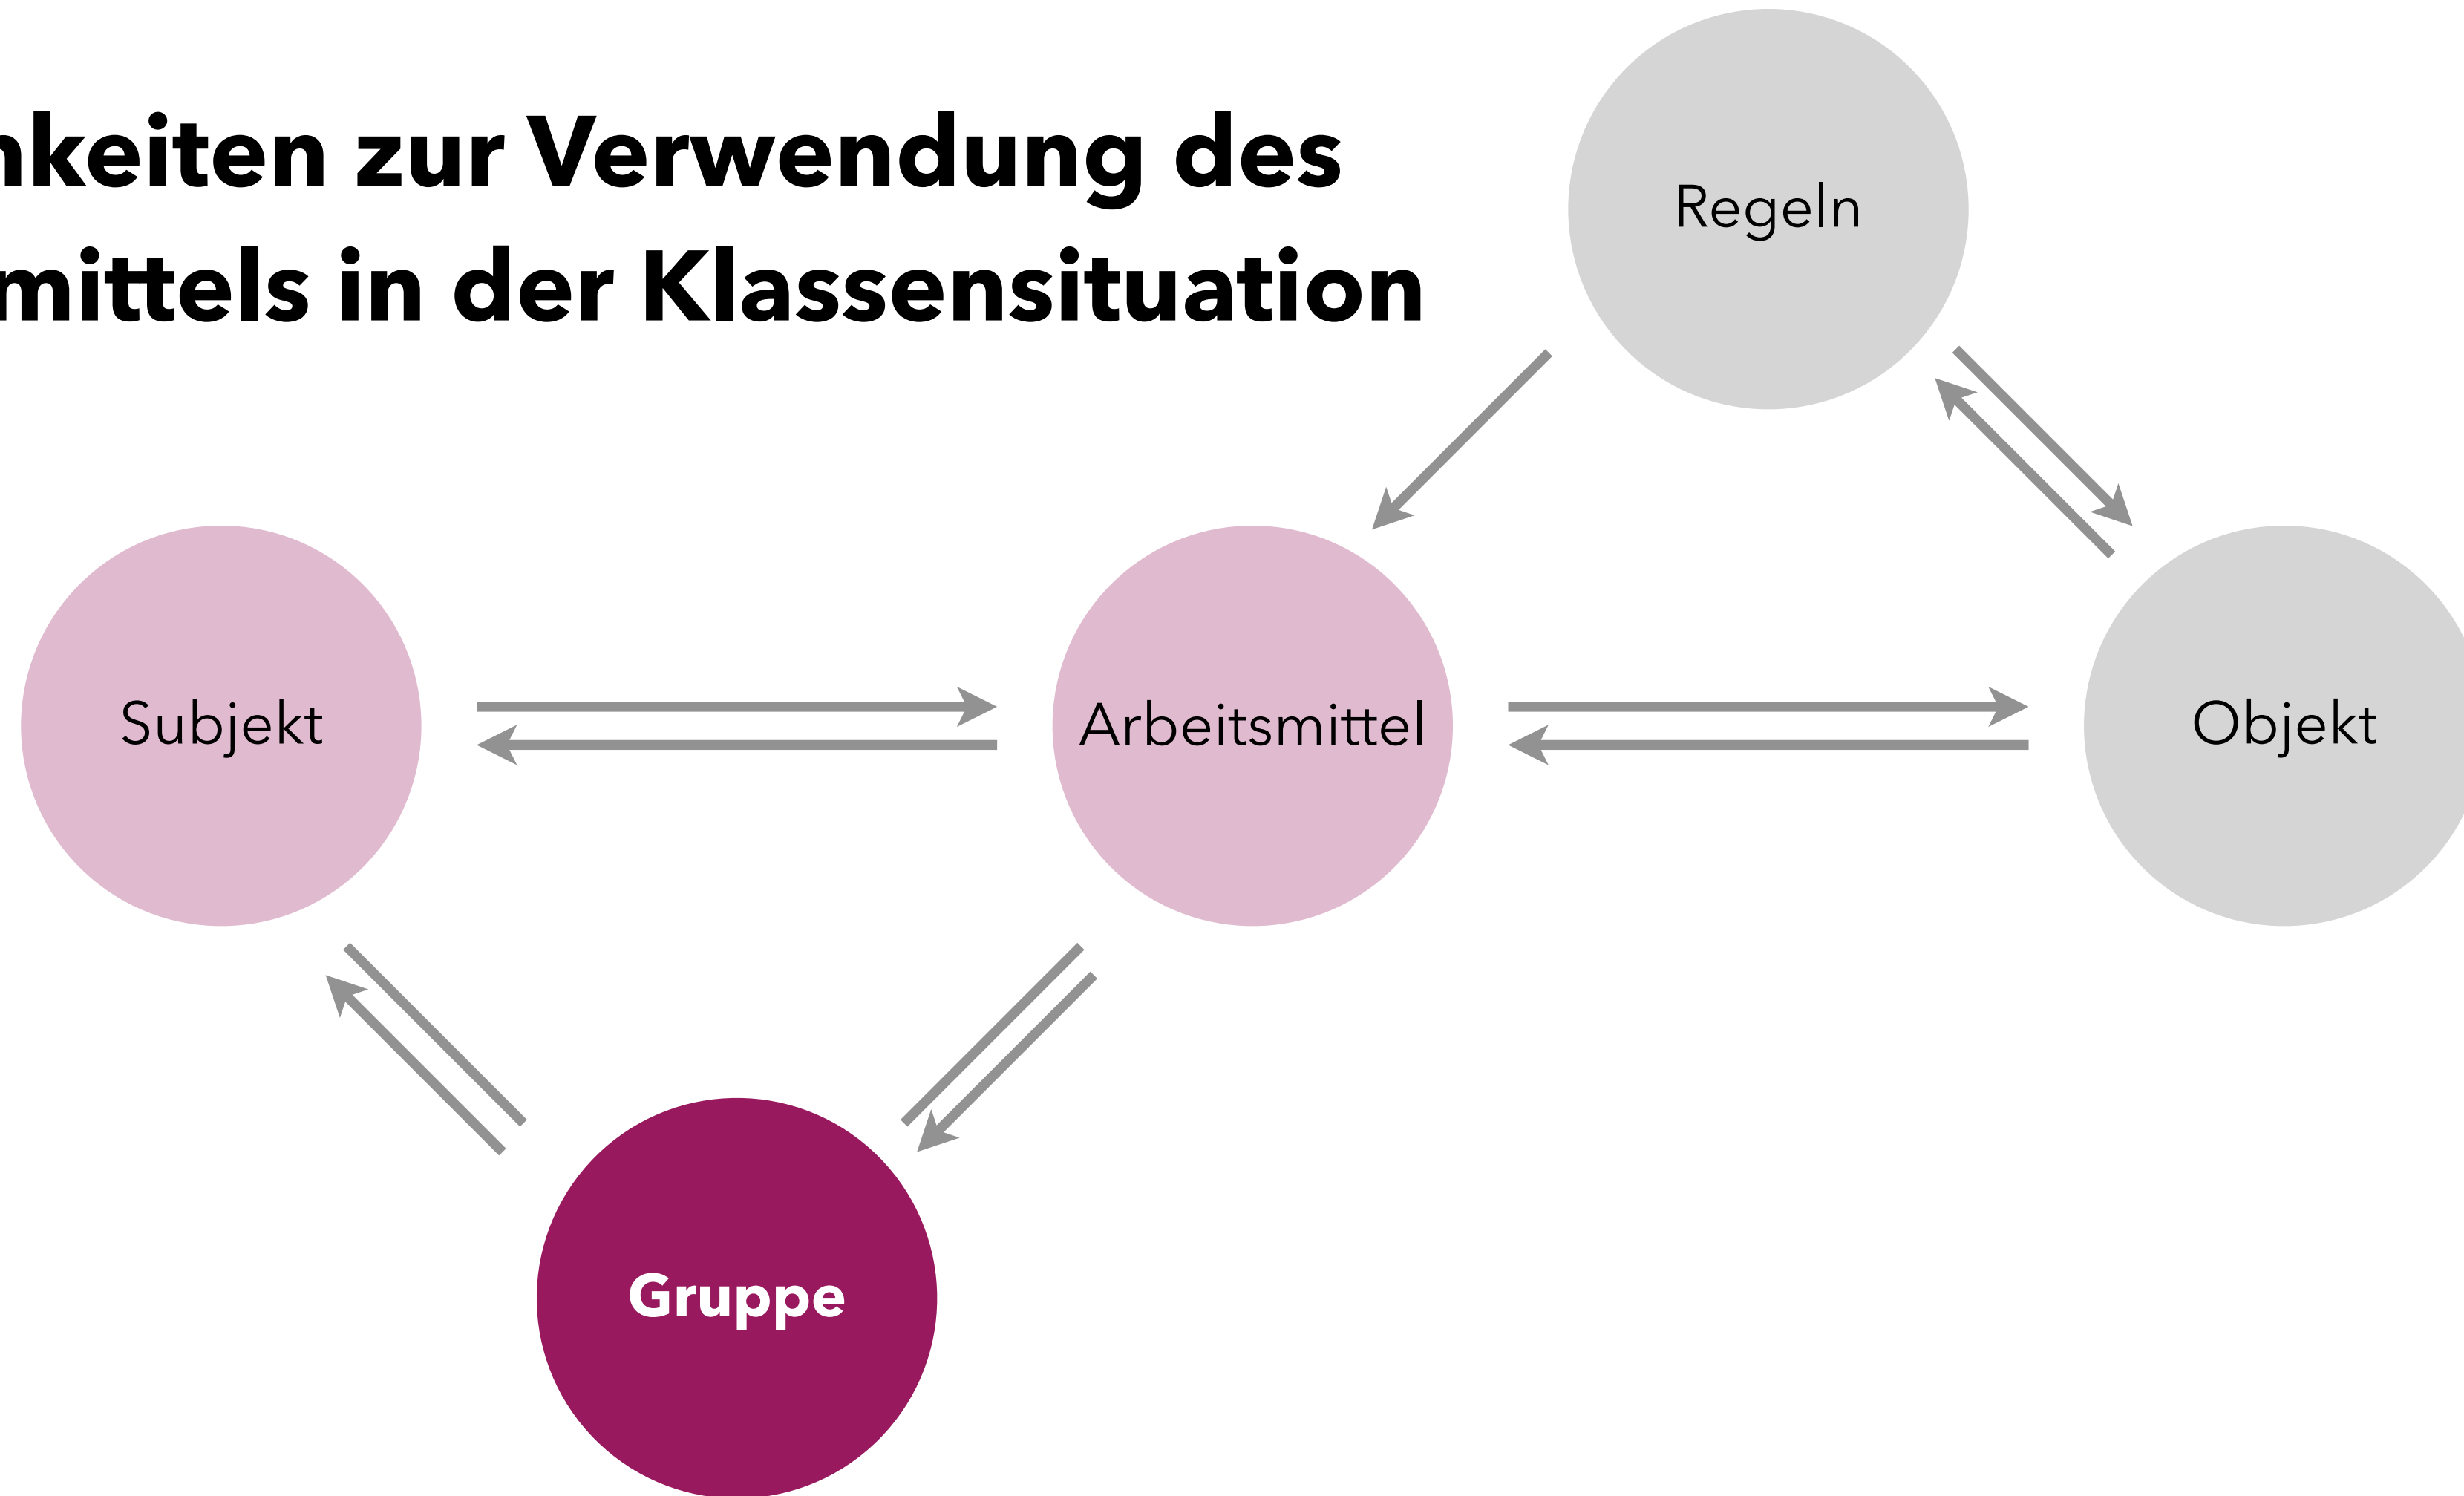 nkeiten zur Verwendung des
mittels in der Klassensituation
Regeln
Subjekt
Arbeitsmittel
Objekt
Gruppe